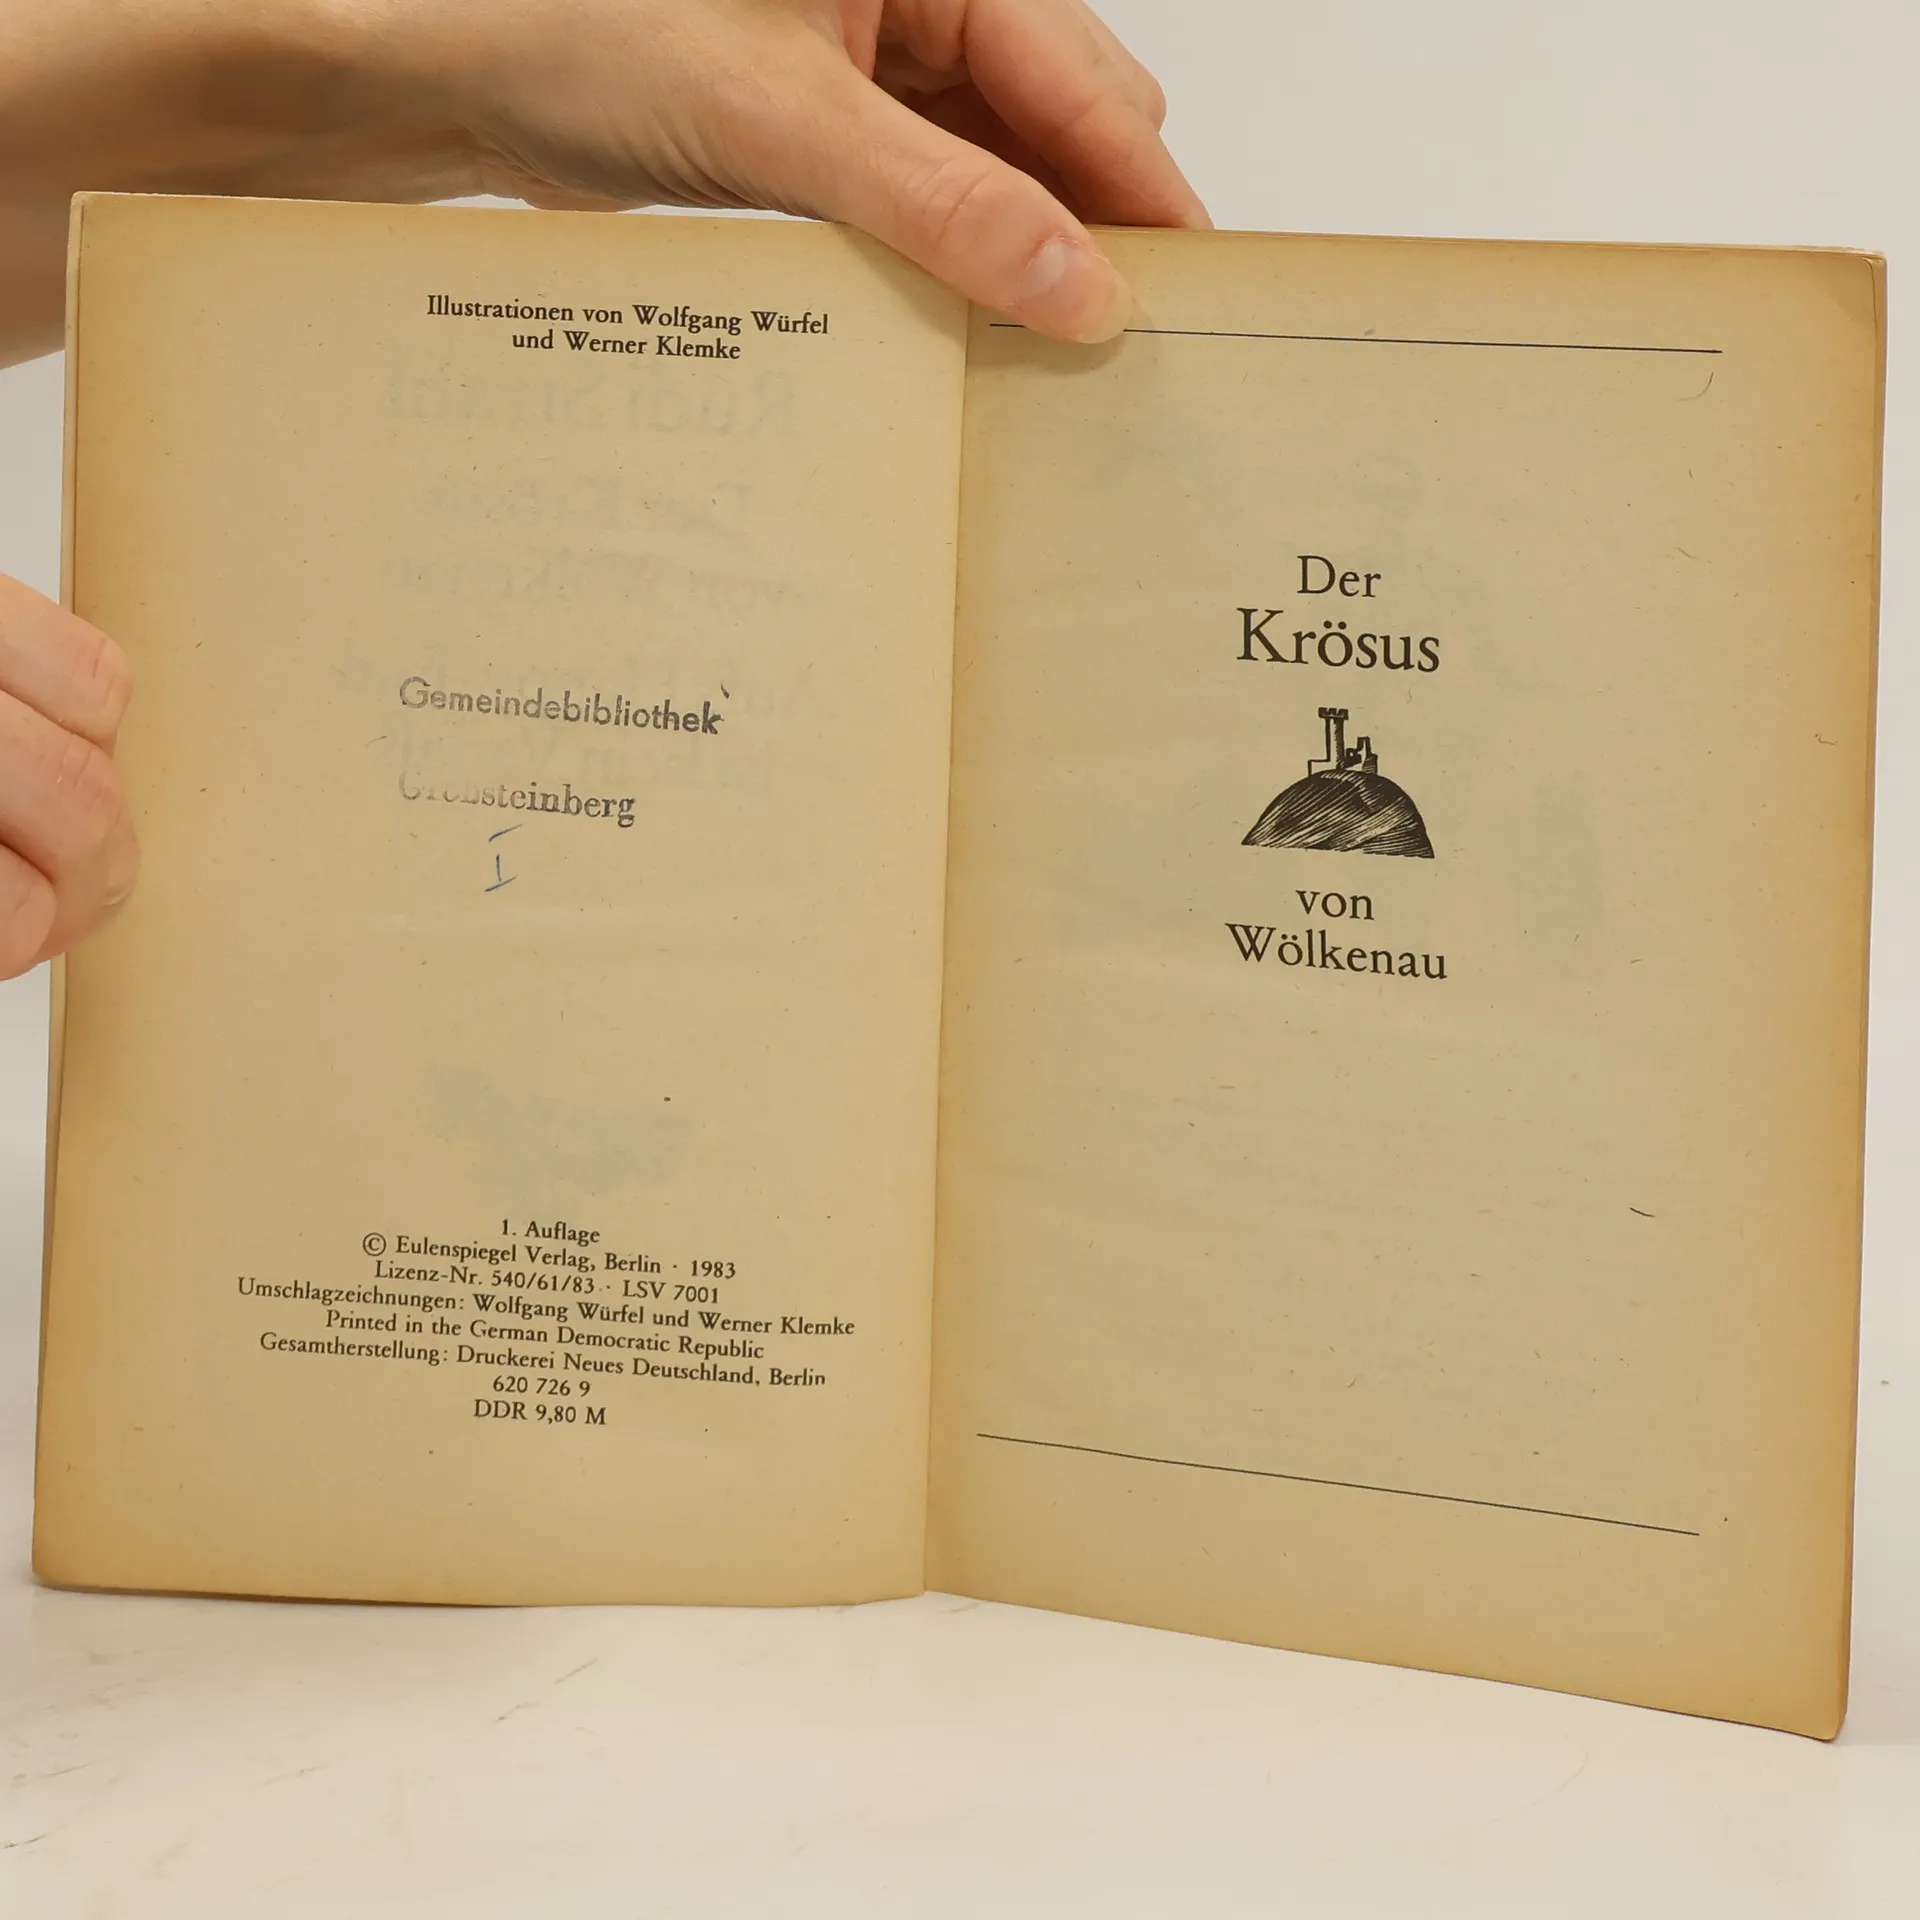 Illustrationen von Wolfgang Würfel
und Werner Klemke
Gemeindebibliothek
I
1. Auflage
© Eulenspiegel Verlag, Berlin · 1983
Lizenz-Nr. 540/61/83 · LSV 7001
Umschlagzeichnungen: Wolfgang Würfel und Werner Klemke
Printed in the German Democratic Republic
Gesamtherstellung: Druckerei Neues Deutschland, Berlin
620 726 9
DDR 9,80 M
Der
Krösus
von
Wölkenau